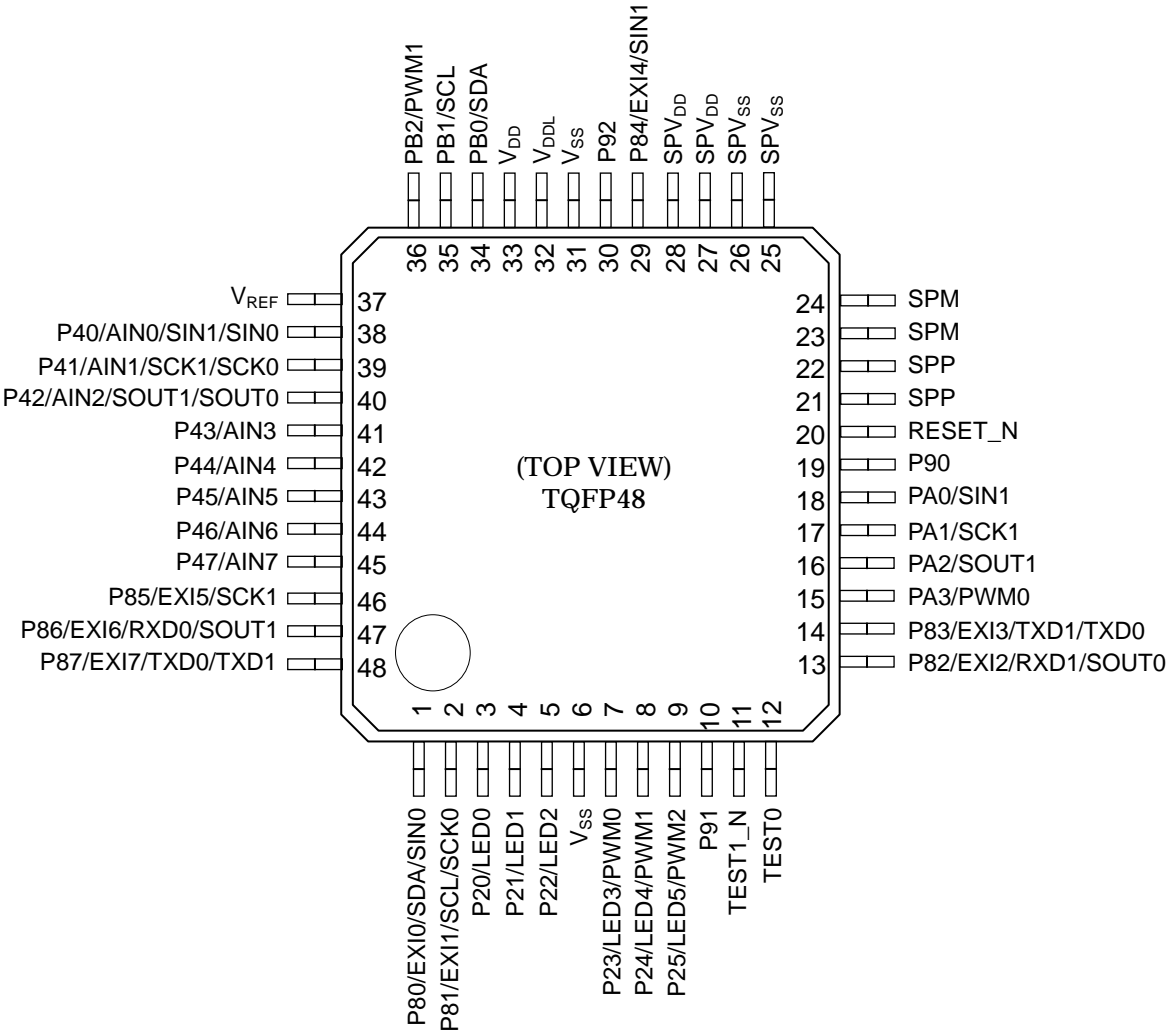 PB2/PWM1
PB1/SCL
PB0/SDA
VDD
VDDL
VSS
P92
P84/EXI4/SIN1
SPVDD
SPVDD
SPVSS
SPVSS
36 35 34 33 32 31 30 29 28 27 26 25
VREF 37
P40/AIN0/SIN1/SIN0 38
P41/AIN1/SCK1/SCK0 39
P42/AIN2/SOUT1/SOUT0 40
P43/AIN3 41
P44/AIN4 42
P45/AIN5 43
P46/AIN6 44
P47/AIN7 45
P85/EXI5/SCK1 46
P86/EXI6/RXD0/SOUT1 47
P87/EXI7/TXD0/TXD1 48
(TOP VIEW)
TQFP48
24 SPM
23 SPM
22 SPP
21 SPP
20 RESET_N
19 P90
18 PA0/SIN1
17 PA1/SCK1
16 PA2/SOUT1
15 PA3/PWM0
14 P83/EXI3/TXD1/TXD0
13 P82/EXI2/RXD1/SOUT0
1 2 3 4 5 6 7 8 9 10 11 12
P80/EXI0/SDA/SIN0
P81/EXI1/SCL/SCK0
P20/LED0
P21/LED1
P22/LED2
VSS
P23/LED3/PWM0
P24/LED4/PWM1
P25/LED5/PWM2
P91
TEST1_N
TEST0